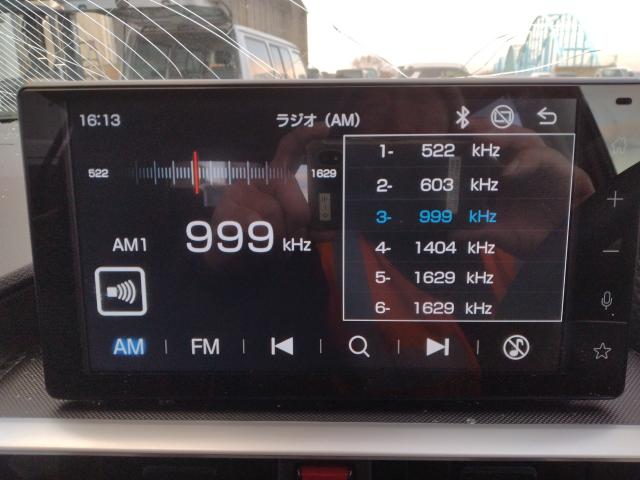 16:13 ラジオ（AM）
522 1629
AM1 999 kHz
1- 522 kHz
2- 603 kHz
3- 999 kHz
4- 1404 kHz
5- 1629 kHz
6- 1629 kHz
AM | FM | | | |